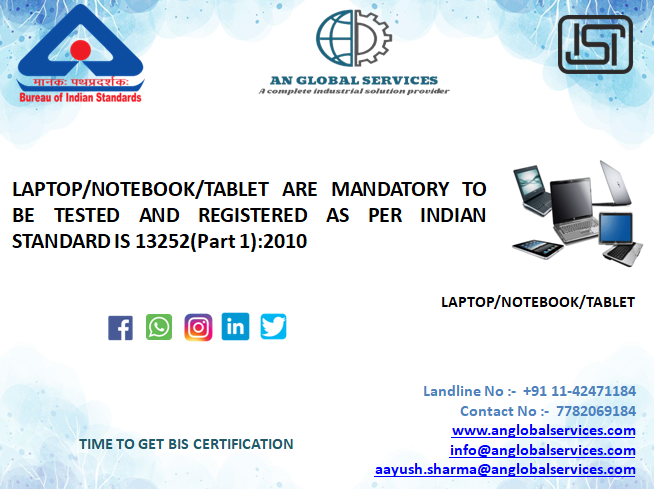 मानकः पथप्रदर्शकः
Bureau of Indian Standards
AN GLOBAL SERVICES
A complete industrial solution provider
ISI
LAPTOP/NOTEBOOK/TABLET ARE MANDATORY TO
BE TESTED AND REGISTERED AS PER INDIAN
STANDARD IS 13252(Part 1):2010
LAPTOP/NOTEBOOK/TABLET
Landline No :- +91 11-42471184
Contact No :- 7782069184
www.anglobalservices.com
info@anglobalservices.com
aayush.sharma@anglobalservices.com
TIME TO GET BIS CERTIFICATION